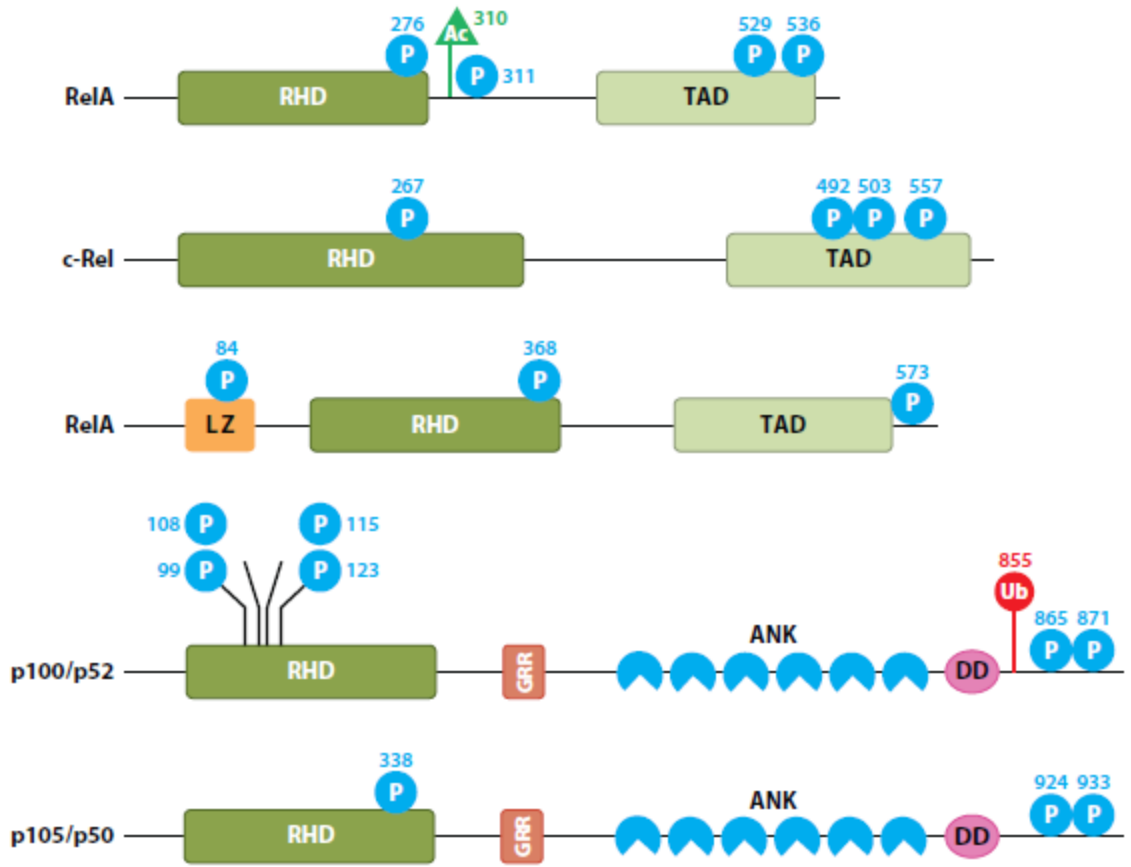 276 310 529 536
P Ac P 311 P P
RelA RHD TAD
267 492 503 557
P P P P
c-Rel RHD TAD
84 368 573
P P P
RelA LZ RHD TAD
108 P P 115
99 P P 123
855
Ub
865 871
ANK P P
p100/p52 RHD GRR DD
338 924 933
P ANK P P
p105/p50 RHD GRR DD